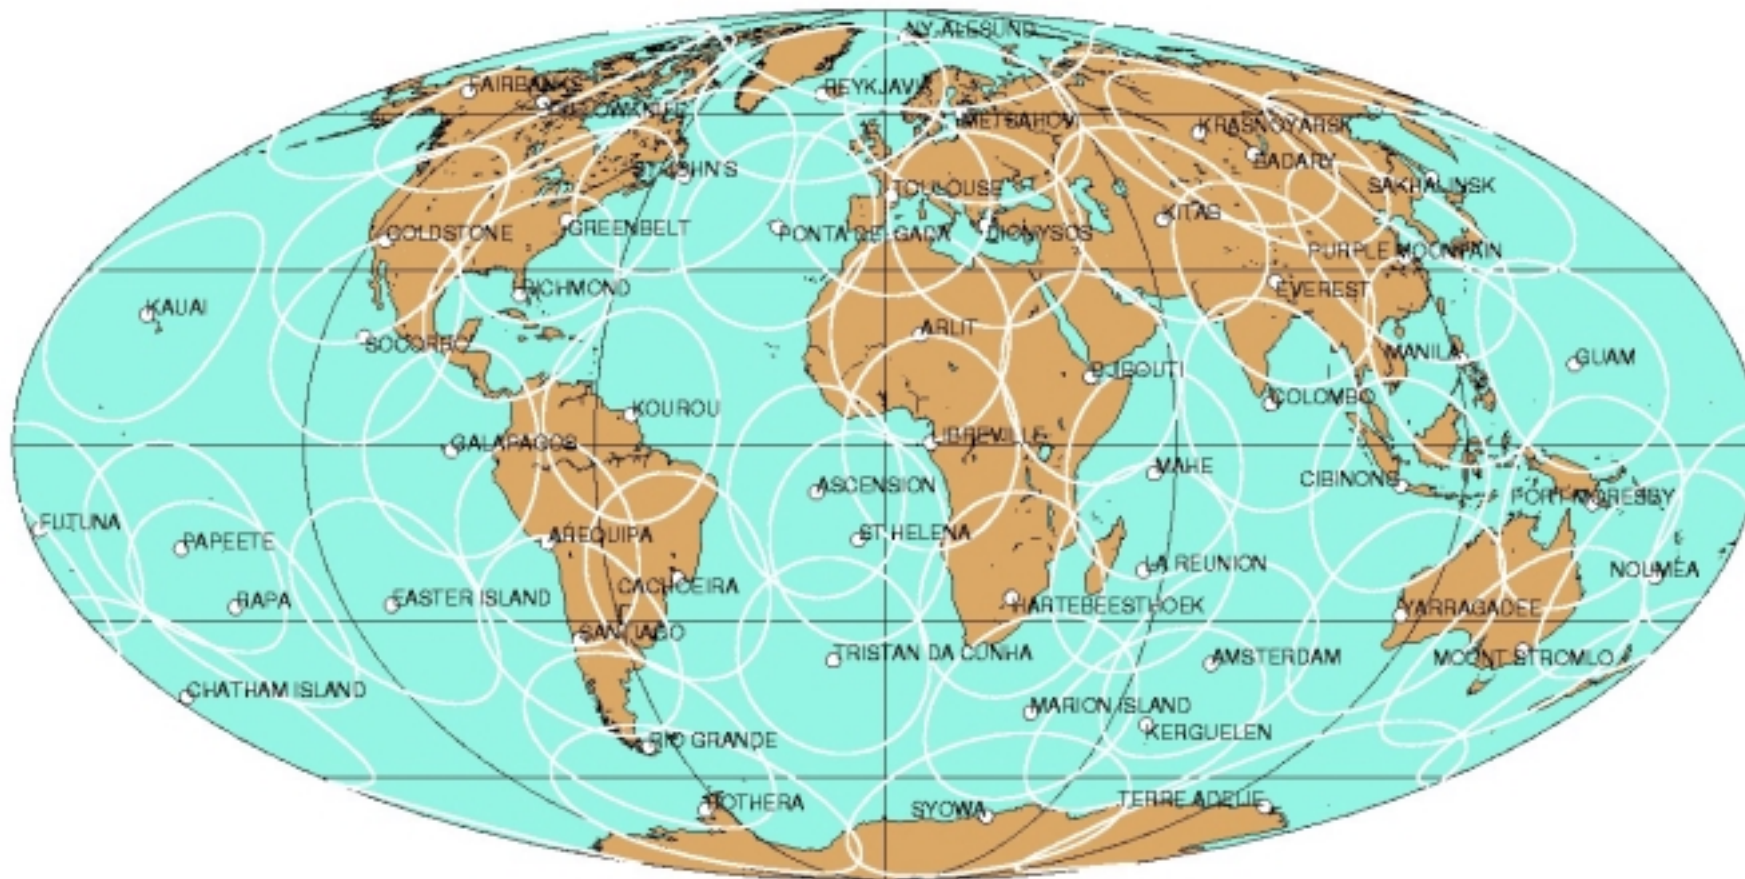 NY-ALESUND
FAIRBANKS
REYKJAVIK
YELLOWKNIFE
METSAHOVI
KRASNOYARSK
BADARY
ST-JOHN'S
TOULOUSE
SAKHALINSK
KITAB
GOLDSTONE
GREENBELT
PONTA DELGADA
DIONYSOS
PURPLE MOUNTAIN
RICHMOND
EVEREST
KAUAI
SOCORRO
ARLIT
MANILA
GUAM
DJIBOUTI
COLOMBO
KOUROU
GALAPAGOS
LIBREVILLE
MAHE
ASCENSION
CIBINONG
PORT MORESBY
FUTUNA
PAPEETE
AREQUIPA
ST HELENA
LA REUNION
NOUMEA
CACHOEIRA
RAPA
EASTER ISLAND
HARTEBEESTHOEK
YARRAGADEE
SANTIAGO
TRISTAN DA CUNHA
AMSTERDAM
MOUNT STROMLO
CHATHAM ISLAND
MARION ISLAND
KERGUELEN
RIO GRANDE
ROTHERA
SYOWA
TERRE ADELIE